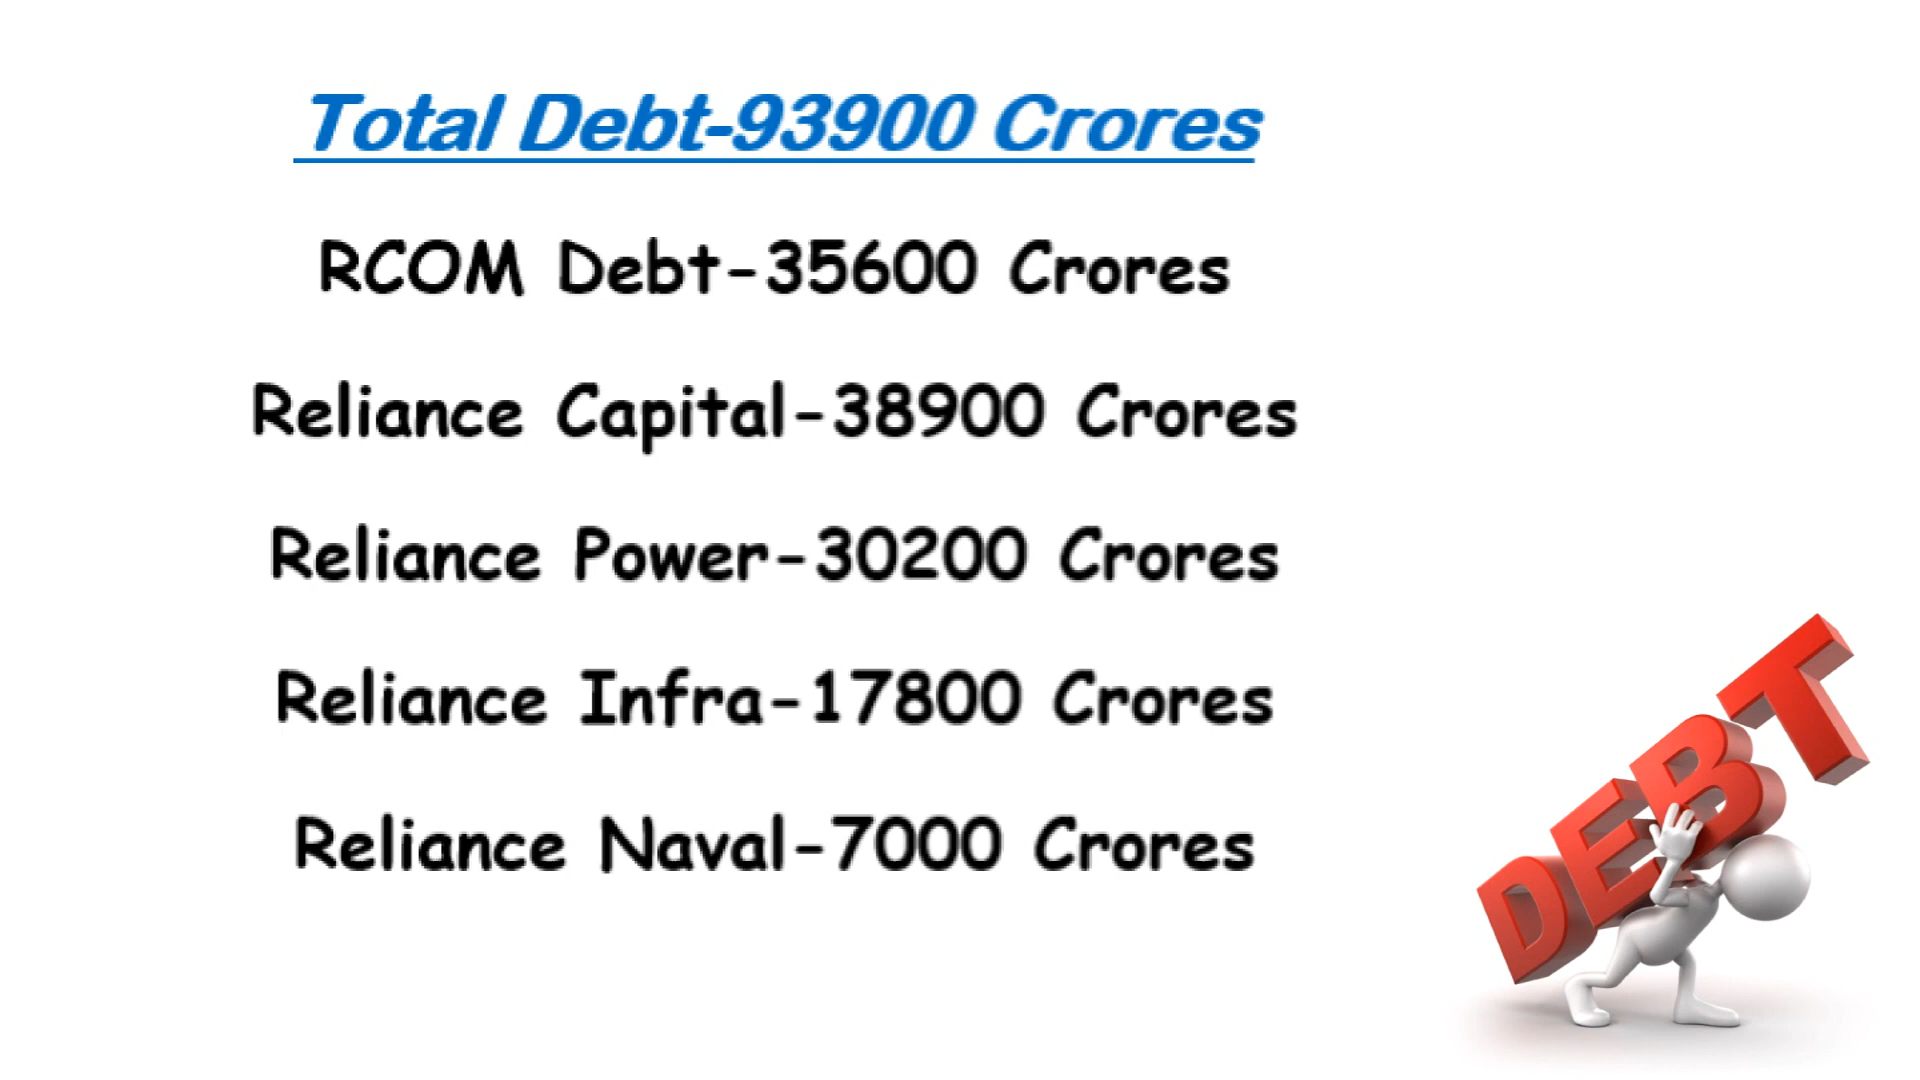 Total Debt-93900 Crores
RCOM Debt-35600 Crores
Reliance Capital-38900 Crores
Reliance Power-30200 Crores
Reliance Infra-17800 Crores
Reliance Naval-7000 Crores
DEBT